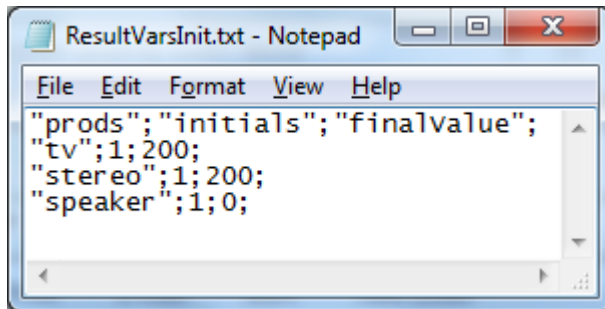 ResultVarsInit.txt - Notepad
File Edit Format View Help
"prods";"initials";"finalValue";
"tv";1;200;
"stereo";1;200;
"speaker";1;0;